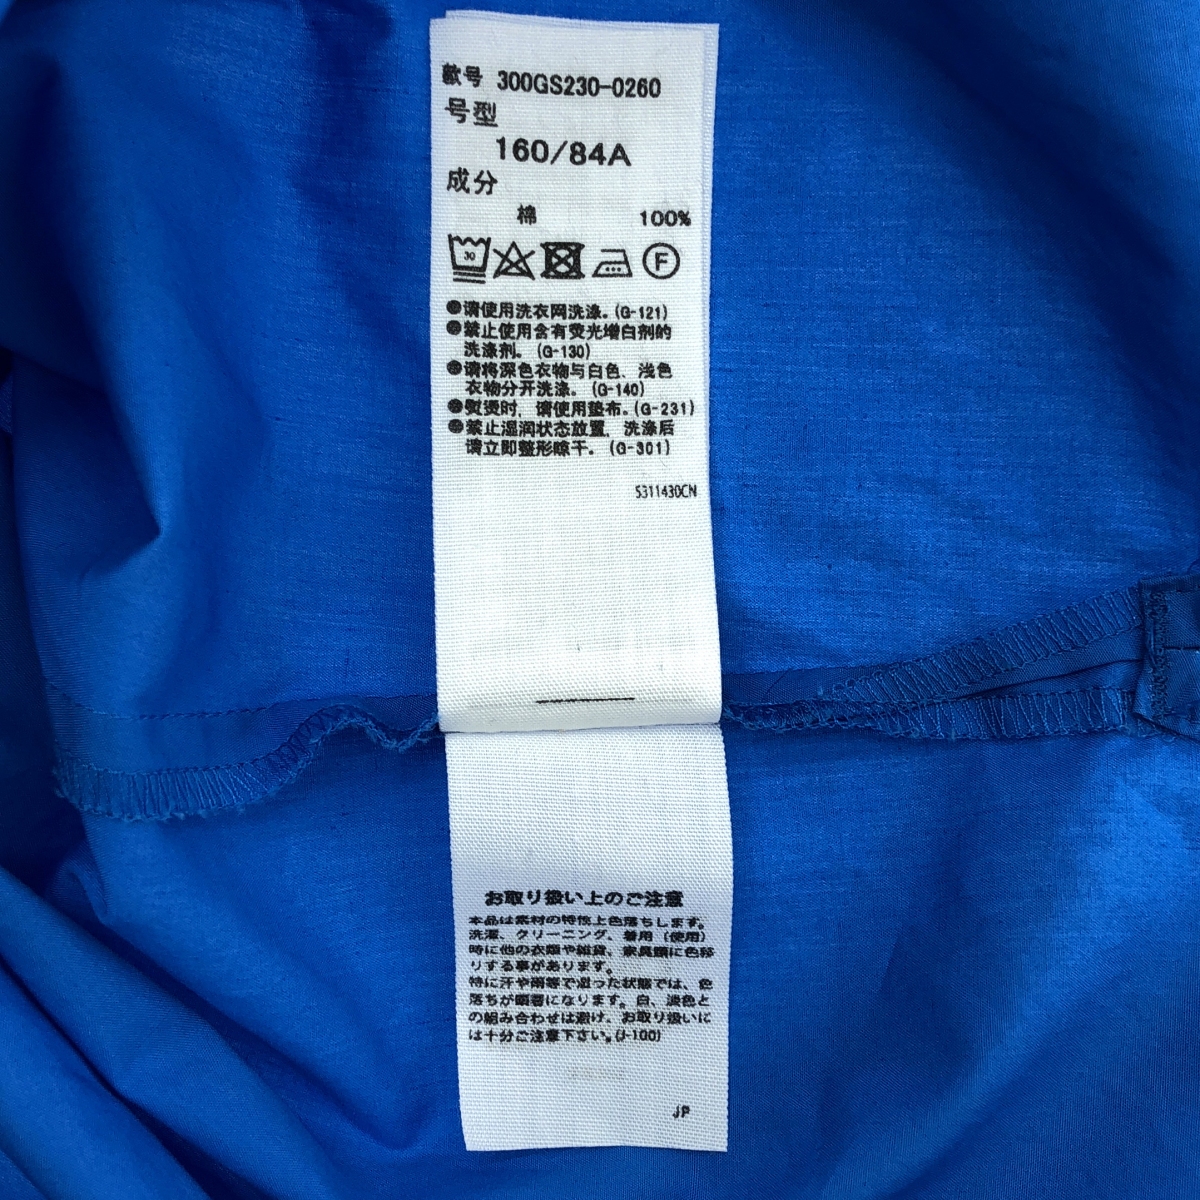 款号 300GS230-0260
号型
160/84A
成分
棉 100%
30 F
●请使用洗衣网洗涤。(G-121)
●禁止使用含有荧光增白剂的
洗涤剂。(G-130)
●请将深色衣物与白色、浅色
衣物分开洗涤。(G-140)
●熨烫时，请使用垫布。(G-231)
●禁止湿润状态放置，洗涤后
请立即整形晾干。(G-301)
S311430CN
お取り扱い上のご注意
本品は素材の特性上色落ちします。
洗濯、クリーニング、着用（使用）
時に他の衣類や雑貨、家具類に色移
りする事があります。
特に汗や雨等で湿った状態では、色
落ちが顕著になります。白、淡色と
の組み合わせは避け、お取り扱いに
は十分ご注意下さい。(J-100)
JP